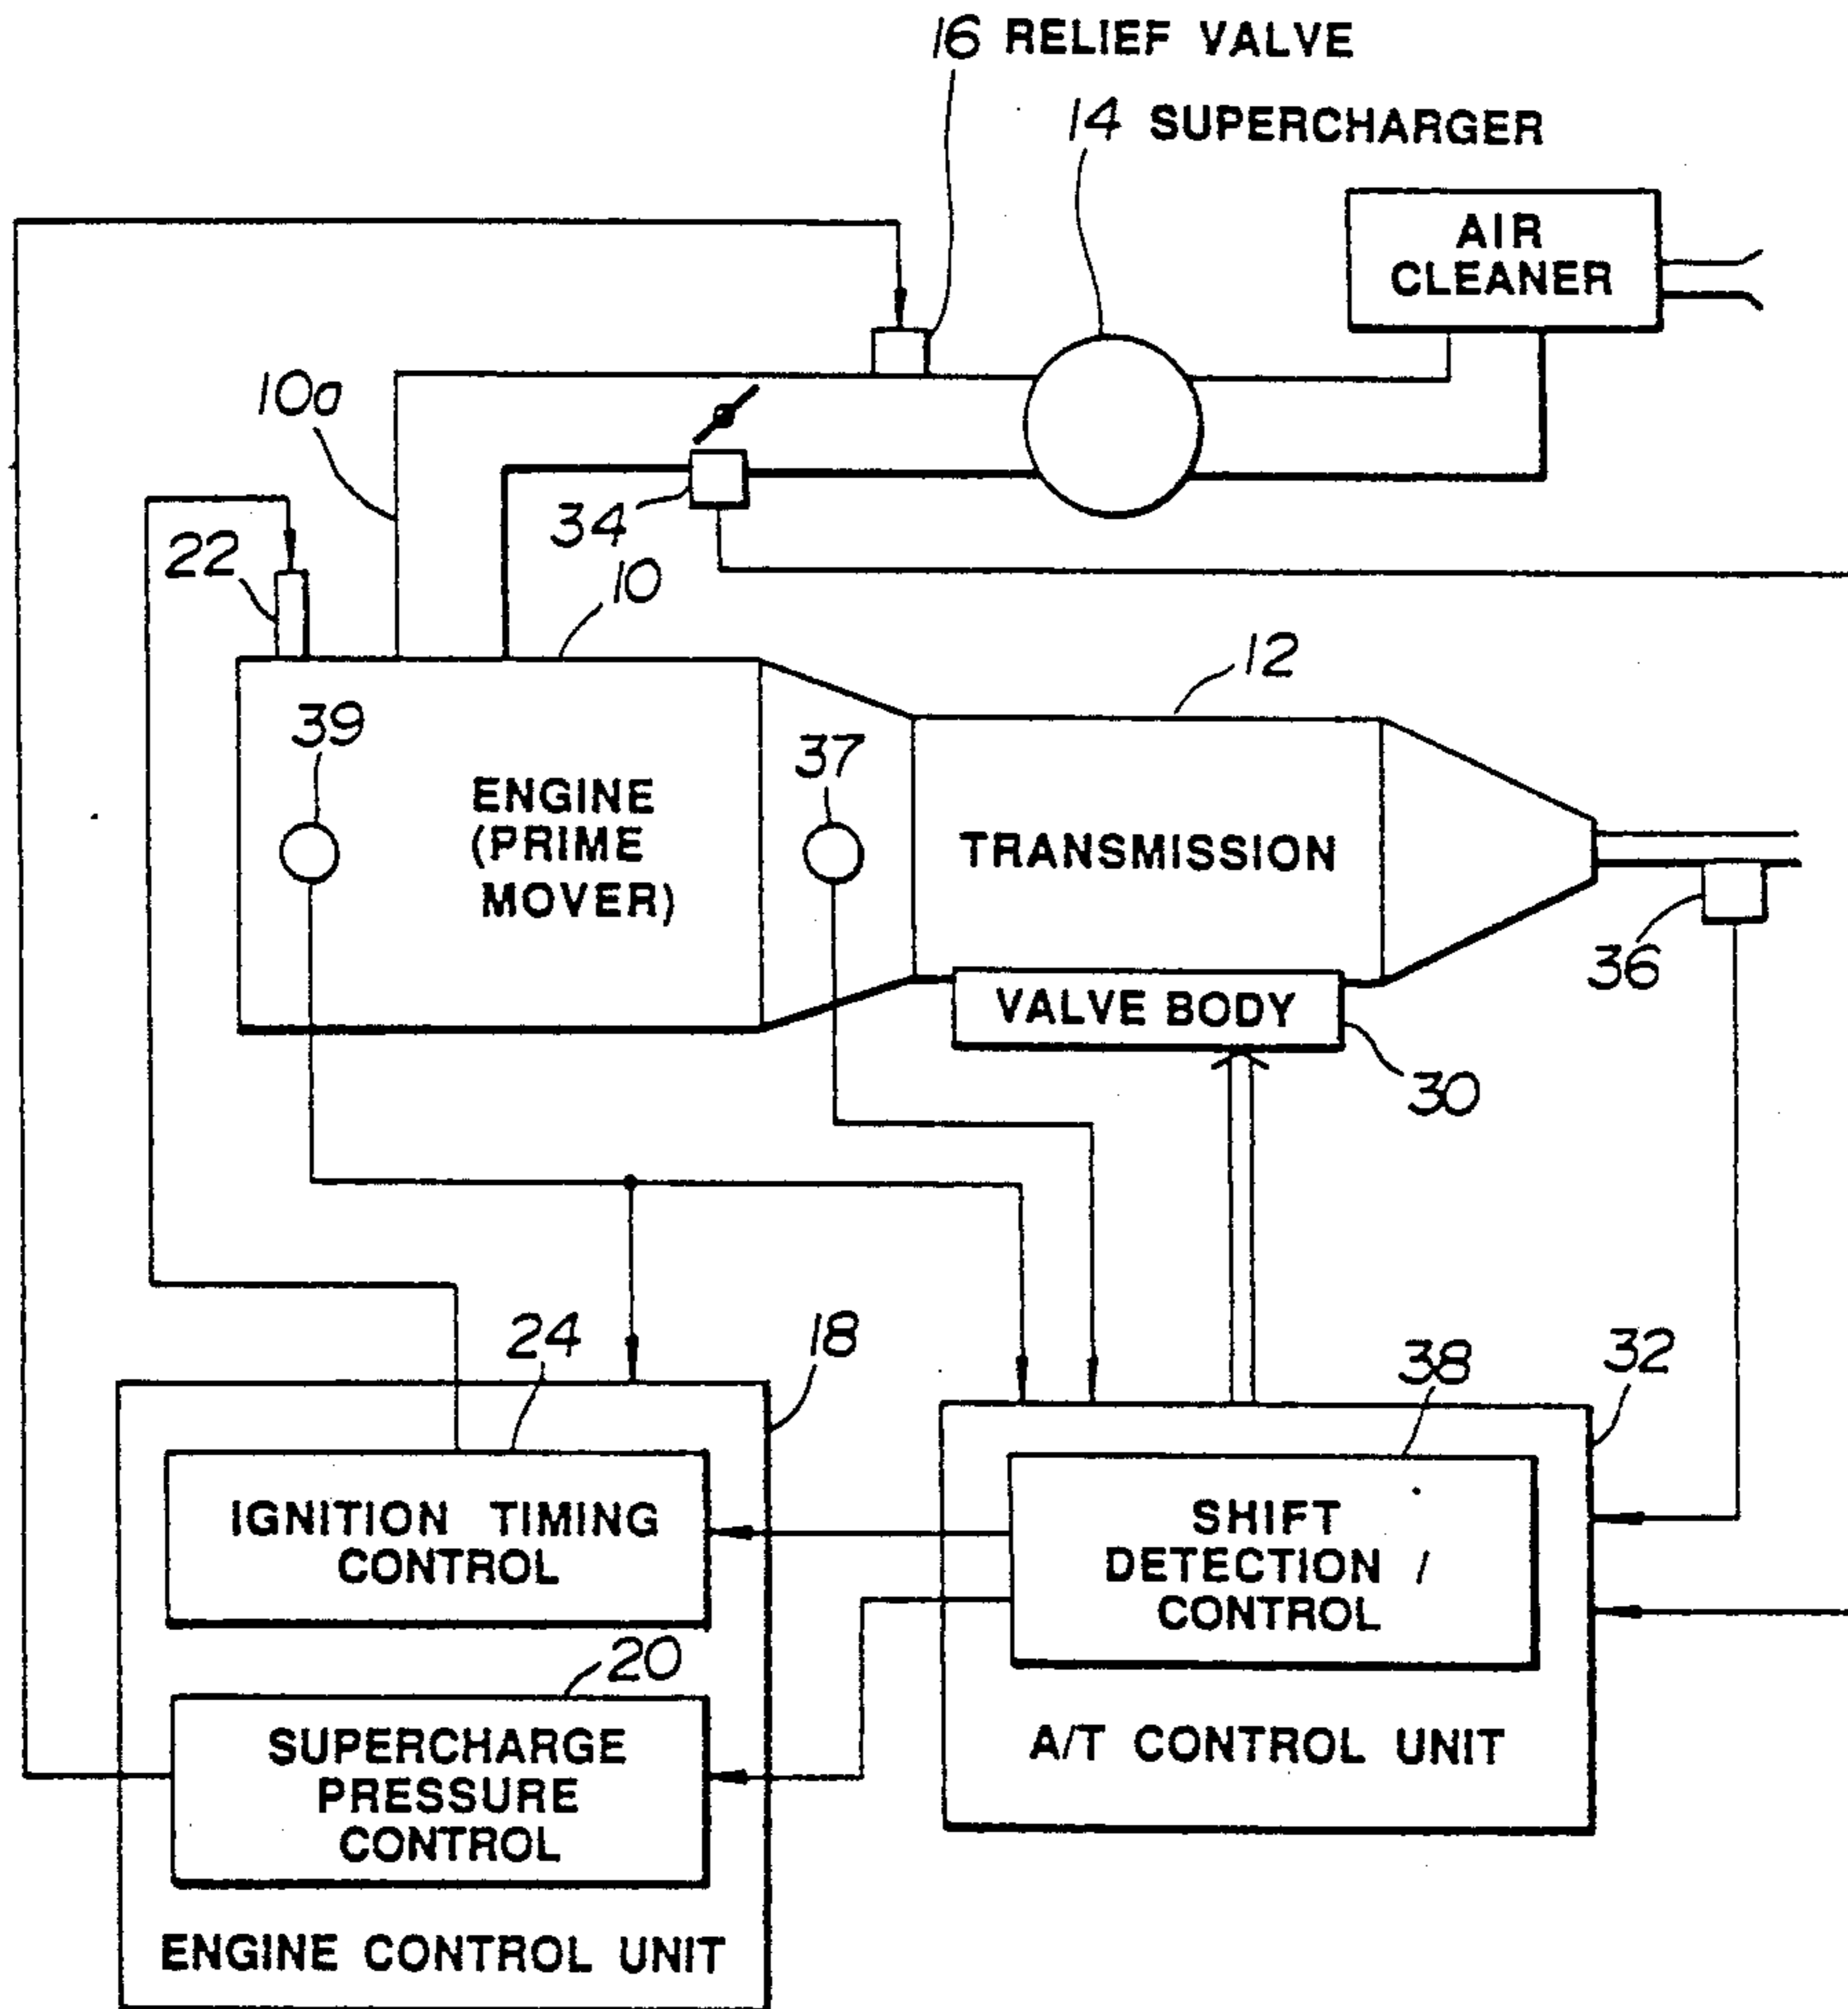 16 RELIEF VALVE
14 SUPERCHARGER
AIR
CLEANER
10a
34
22
10
12
39
37
ENGINE
(PRIME
MOVER)
TRANSMISSION
36
VALVE BODY
30
24
18
38
32
IGNITION TIMING
CONTROL
SHIFT
DETECTION /
CONTROL
20
SUPERCHARGE
PRESSURE
CONTROL
A/T CONTROL UNIT
ENGINE CONTROL UNIT